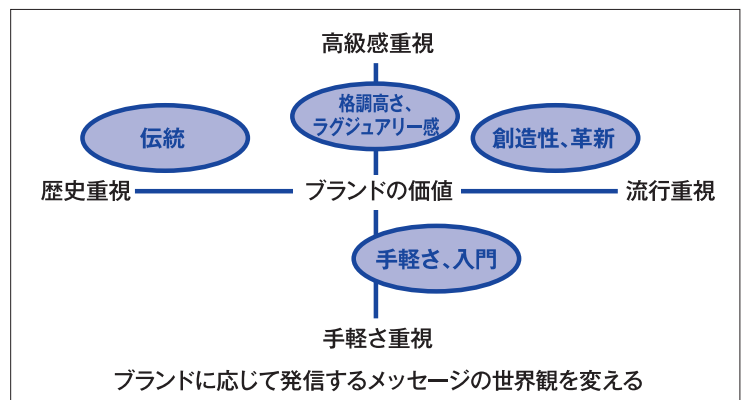 高級感重視
格調高さ、
ラグジュアリー感
伝統
創造性、革新
歴史重視
ブランドの価値
流行重視
手軽さ、入門
手軽さ重視
ブランドに応じて発信するメッセージの世界観を変える